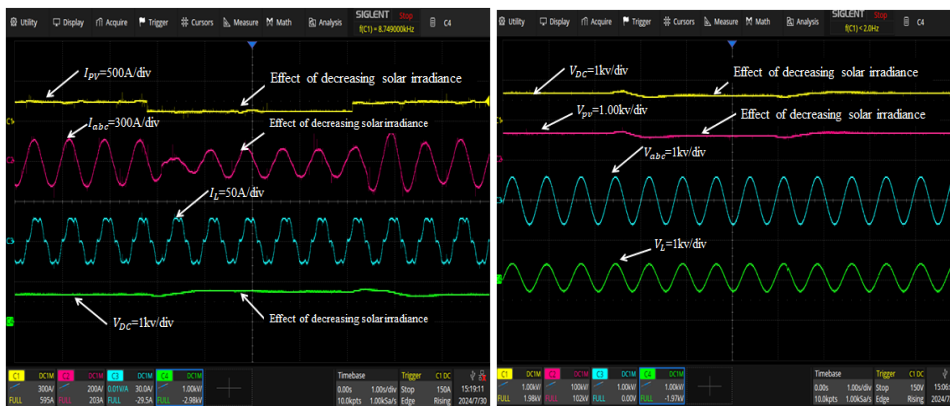 Utility Display Acquire Trigger Cursors Measure Math Analysis SIGLENT Stop f(C1) = 8.749000kHz C4
I_PV=500A/div
Effect of decreasing solar irradiance
C1
I_abc=300A/div
Effect of decreasing solar irradiance
I_L=50A/div
C3
V_DC=1kv/div
Effect of decreasing solar irradiance
C1 DC1M C2 DC1M C3 DC1M C4 DC1M Timebase Trigger C1 DC
300A/ 200A/ 0.01V/A 30.0A/ 1.00kV/ 0.00s 1.00s/div Stop 150A 15:19:11
FULL 595A FULL 203A FULL -29.5A FULL -2.98kV 10.0kpts 1.00kSa/s Edge Rising 2024/7/30
Utility Display Acquire Trigger Cursors Measure Math Analysis SIGLENT Stop f(C1) < 2.0Hz C4
V_DC=1kv/div
Effect of decreasing solar irradiance
V_pv=1.00kv/div
Effect of decreasing solar irradiance
V_abc=1kv/div
V_L=1kv/div
C1 DC1M C2 DC1M C3 DC1M C4 DC1M Timebase Trigger C1 DC
1.00kV/ 100kV/ 1.00kV/ 1.00kV/ 0.00s 1.00s/div Stop 150V
FULL 1.98kV FULL 102kV FULL 0.00V FULL -1.97kV 10.0kpts 1.00kSa/s Edge Rising